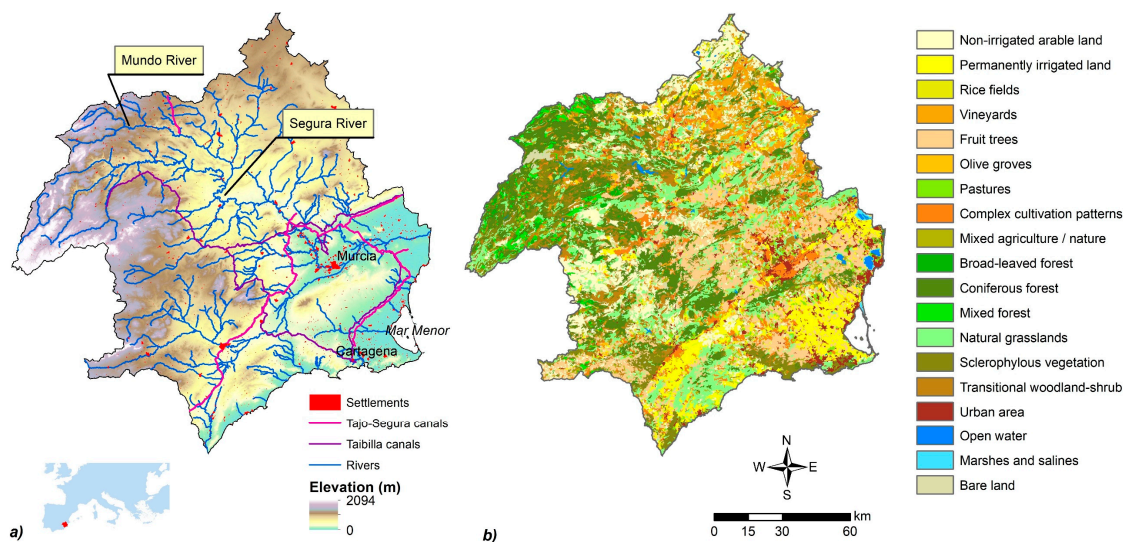 Mundo River
Segura River
Murcia
Mar Menor
Cartagena
Settlements
Tajo-Segura canals
Taibilla canals
Rivers
Elevation (m)
2094
0
a)
Non-irrigated arable land
Permanently irrigated land
Rice fields
Vineyards
Fruit trees
Olive groves
Pastures
Complex cultivation patterns
Mixed agriculture / nature
Broad-leaved forest
Coniferous forest
Mixed forest
Natural grasslands
Sclerophylous vegetation
Transitional woodland-shrub
Urban area
Open water
Marshes and salines
Bare land
N
W E
S
km
0 15 30 60
b)